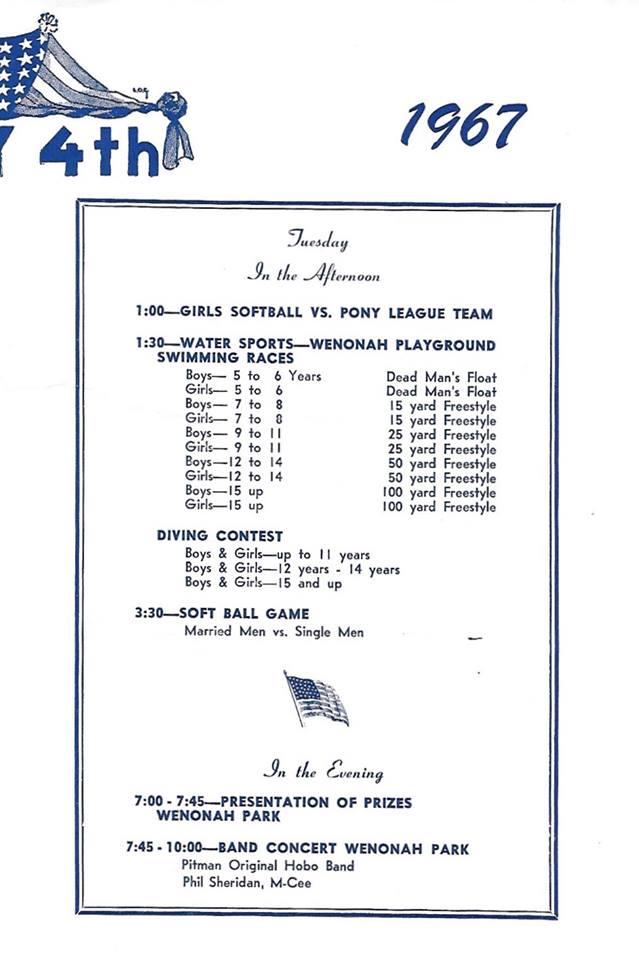 Y 4th
1967
Tuesday
In the Afternoon
1:00—GIRLS SOFTBALL VS. PONY LEAGUE TEAM
1:30—WATER SPORTS—WENONAH PLAYGROUND
SWIMMING RACES
Boys— 5 to 6 Years Dead Man's Float
Girls— 5 to 6 Dead Man's Float
Boys— 7 to 8 15 yard Freestyle
Girls— 7 to 8 15 yard Freestyle
Boys— 9 to 11 25 yard Freestyle
Girls— 9 to 11 25 yard Freestyle
Boys—12 to 14 50 yard Freestyle
Girls—12 to 14 50 yard Freestyle
Boys—15 up 100 yard Freestyle
Girls—15 up 100 yard Freestyle
DIVING CONTEST
Boys & Girls—up to 11 years
Boys & Girls—12 years - 14 years
Boys & Girls—15 and up
3:30—SOFT BALL GAME
Married Men vs. Single Men
In the Evening
7:00 - 7:45—PRESENTATION OF PRIZES
WENONAH PARK
7:45 - 10:00—BAND CONCERT WENONAH PARK
Pitman Original Hobo Band
Phil Sheridan, M-Cee